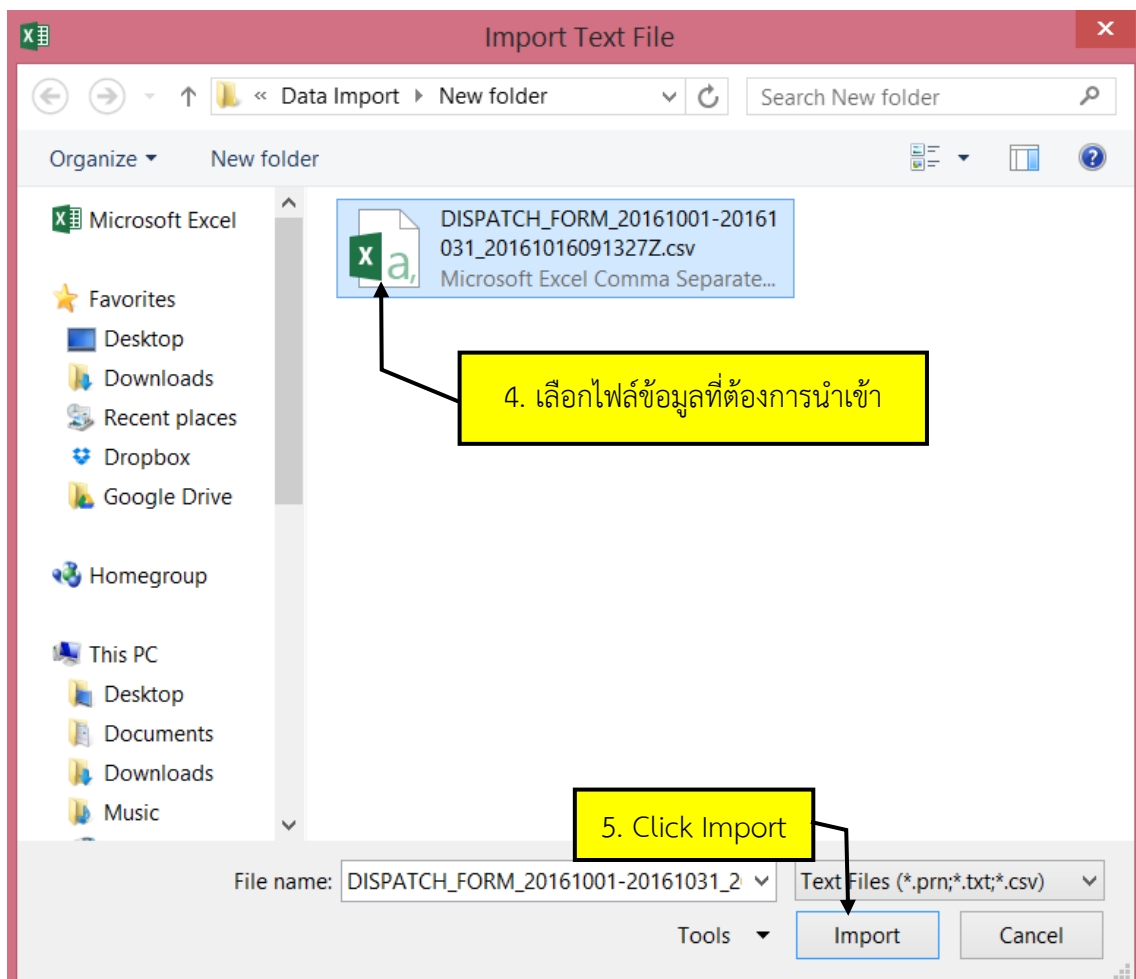 Import Text File
« Data Import New folder
Search New folder
Organize New folder
Microsoft Excel
DISPATCH_FORM_20161001-20161
031_20161016091327Z.csv
Microsoft Excel Comma Separate...
Favorites
Desktop
Downloads
Recent places
Dropbox
Google Drive
4. เลือกไฟล์ข้อมูลที่ต้องการนำเข้า
Homegroup
This PC
Desktop
Documents
Downloads
Music
5. Click Import
File name: DISPATCH_FORM_20161001-20161031_2 Text Files (*.prn;*.txt;*.csv)
Tools Import Cancel